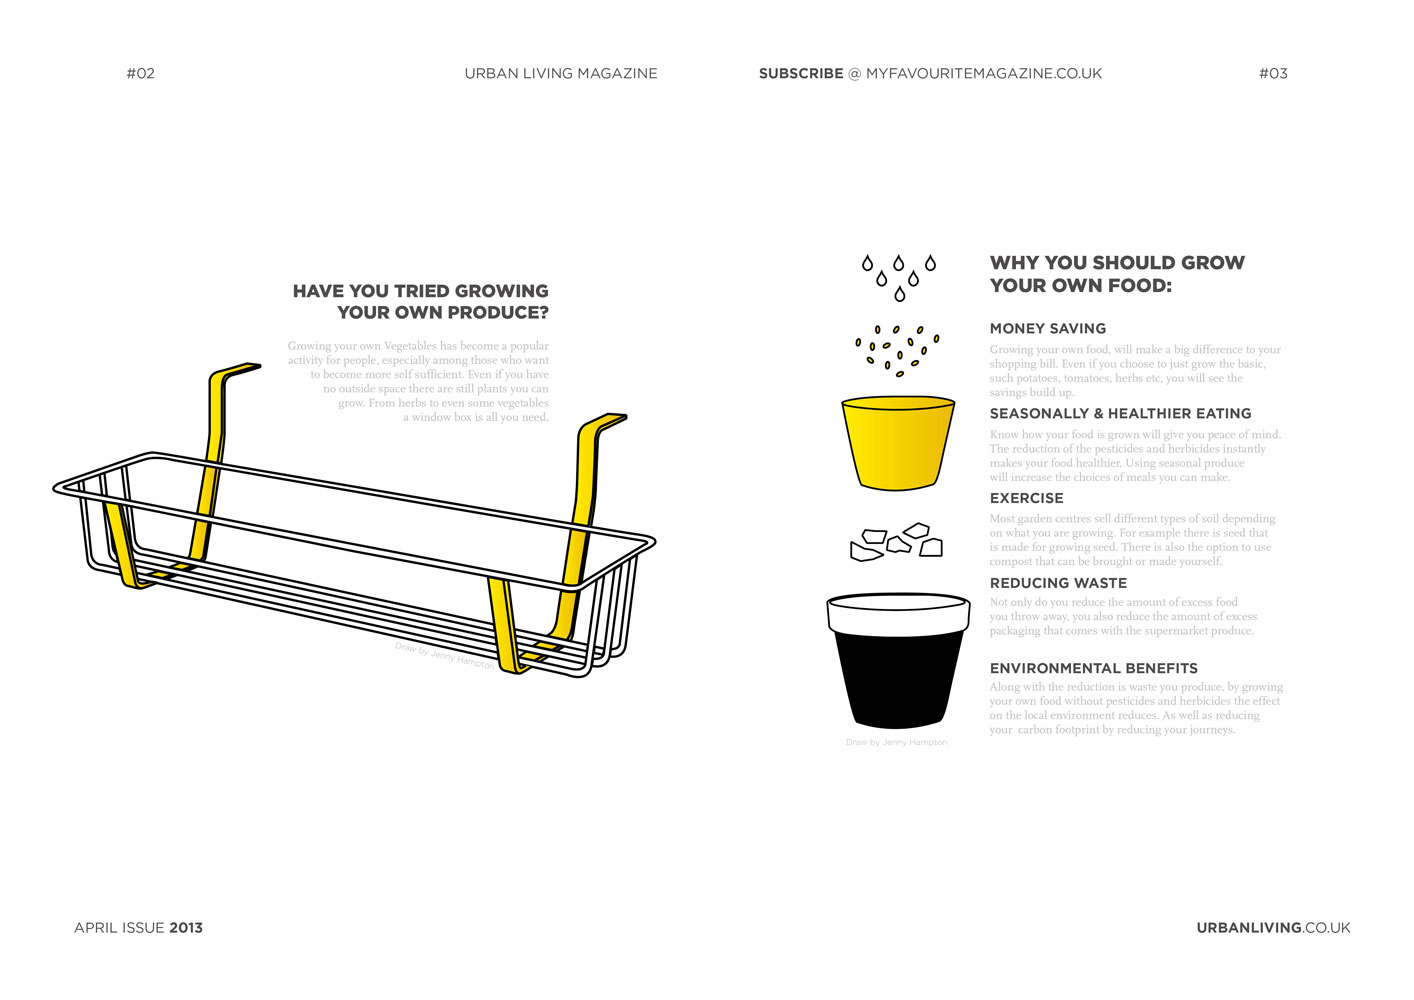 #02
URBAN LIVING MAGAZINE
SUBSCRIBE @ MYFAVOURITEMAGAZINE.CO.UK
#03
HAVE YOU TRIED GROWING
YOUR OWN PRODUCE?
Growing your own Vegetables has become a popular
activity for people, especially among those who want
to become more self sufficient. Even if you have
no outside space there are still plants you can
grow. From herbs to even some vegetables
a window box is all you need.
Draw by Jenny Hampton
WHY YOU SHOULD GROW
YOUR OWN FOOD:
MONEY SAVING
Growing your own food, will make a big difference to your
shopping bill. Even if you choose to just grow the basic,
such potatoes, tomatoes, herbs etc, you will see the
savings build up.
SEASONALLY & HEALTHIER EATING
Know how your food is grown will give you peace of mind.
The reduction of the pesticides and herbicides instantly
makes your food healthier. Using seasonal produce
will increase the choices of meals you can make.
EXERCISE
Most garden centres sell different types of soil depending
on what you are growing. For example there is seed that
is made for growing seed. There is also the option to use
compost that can be brought or made yourself.
REDUCING WASTE
Not only do you reduce the amount of excess food
you throw away, you also reduce the amount of excess
packaging that comes with the supermarket produce.
ENVIRONMENTAL BENEFITS
Along with the reduction is waste you produce, by growing
your own food without pesticides and herbicides the effect
on the local environment reduces. As well as reducing
your carbon footprint by reducing your journeys.
Draw by Jenny Hampton
APRIL ISSUE 2013
URBANLIVING.CO.UK